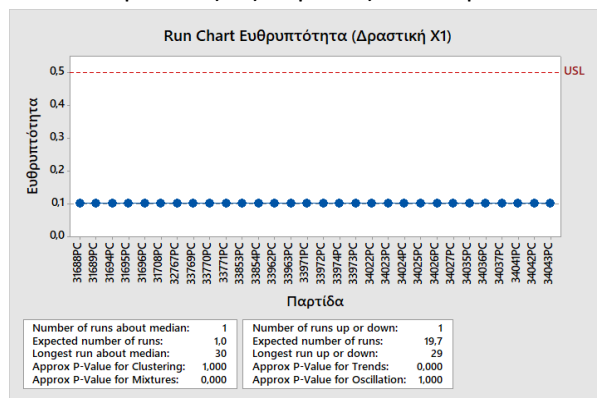 Run Chart Ευθρυπτότητα (Δραστική X1)
Ευθρυπτότητα
0,5
0,4
0,3
0,2
0,1
0,0
USL
31688PC
31689PC
31694PC
31695PC
31696PC
31708PC
32767PC
33769PC
33770PC
33771PC
33853PC
33854PC
33962PC
33963PC
33971PC
33972PC
33974PC
33973PC
34022PC
34023PC
34024PC
34025PC
34026PC
34027PC
34035PC
34036PC
34037PC
34041PC
34042PC
34043PC
Παρτίδα
Number of runs about median: 1
Expected number of runs: 1,0
Longest run about median: 30
Approx P-Value for Clustering: 1,000
Approx P-Value for Mixtures: 0,000
Number of runs up or down: 1
Expected number of runs: 19,7
Longest run up or down: 29
Approx P-Value for Trends: 0,000
Approx P-Value for Oscillation: 1,000